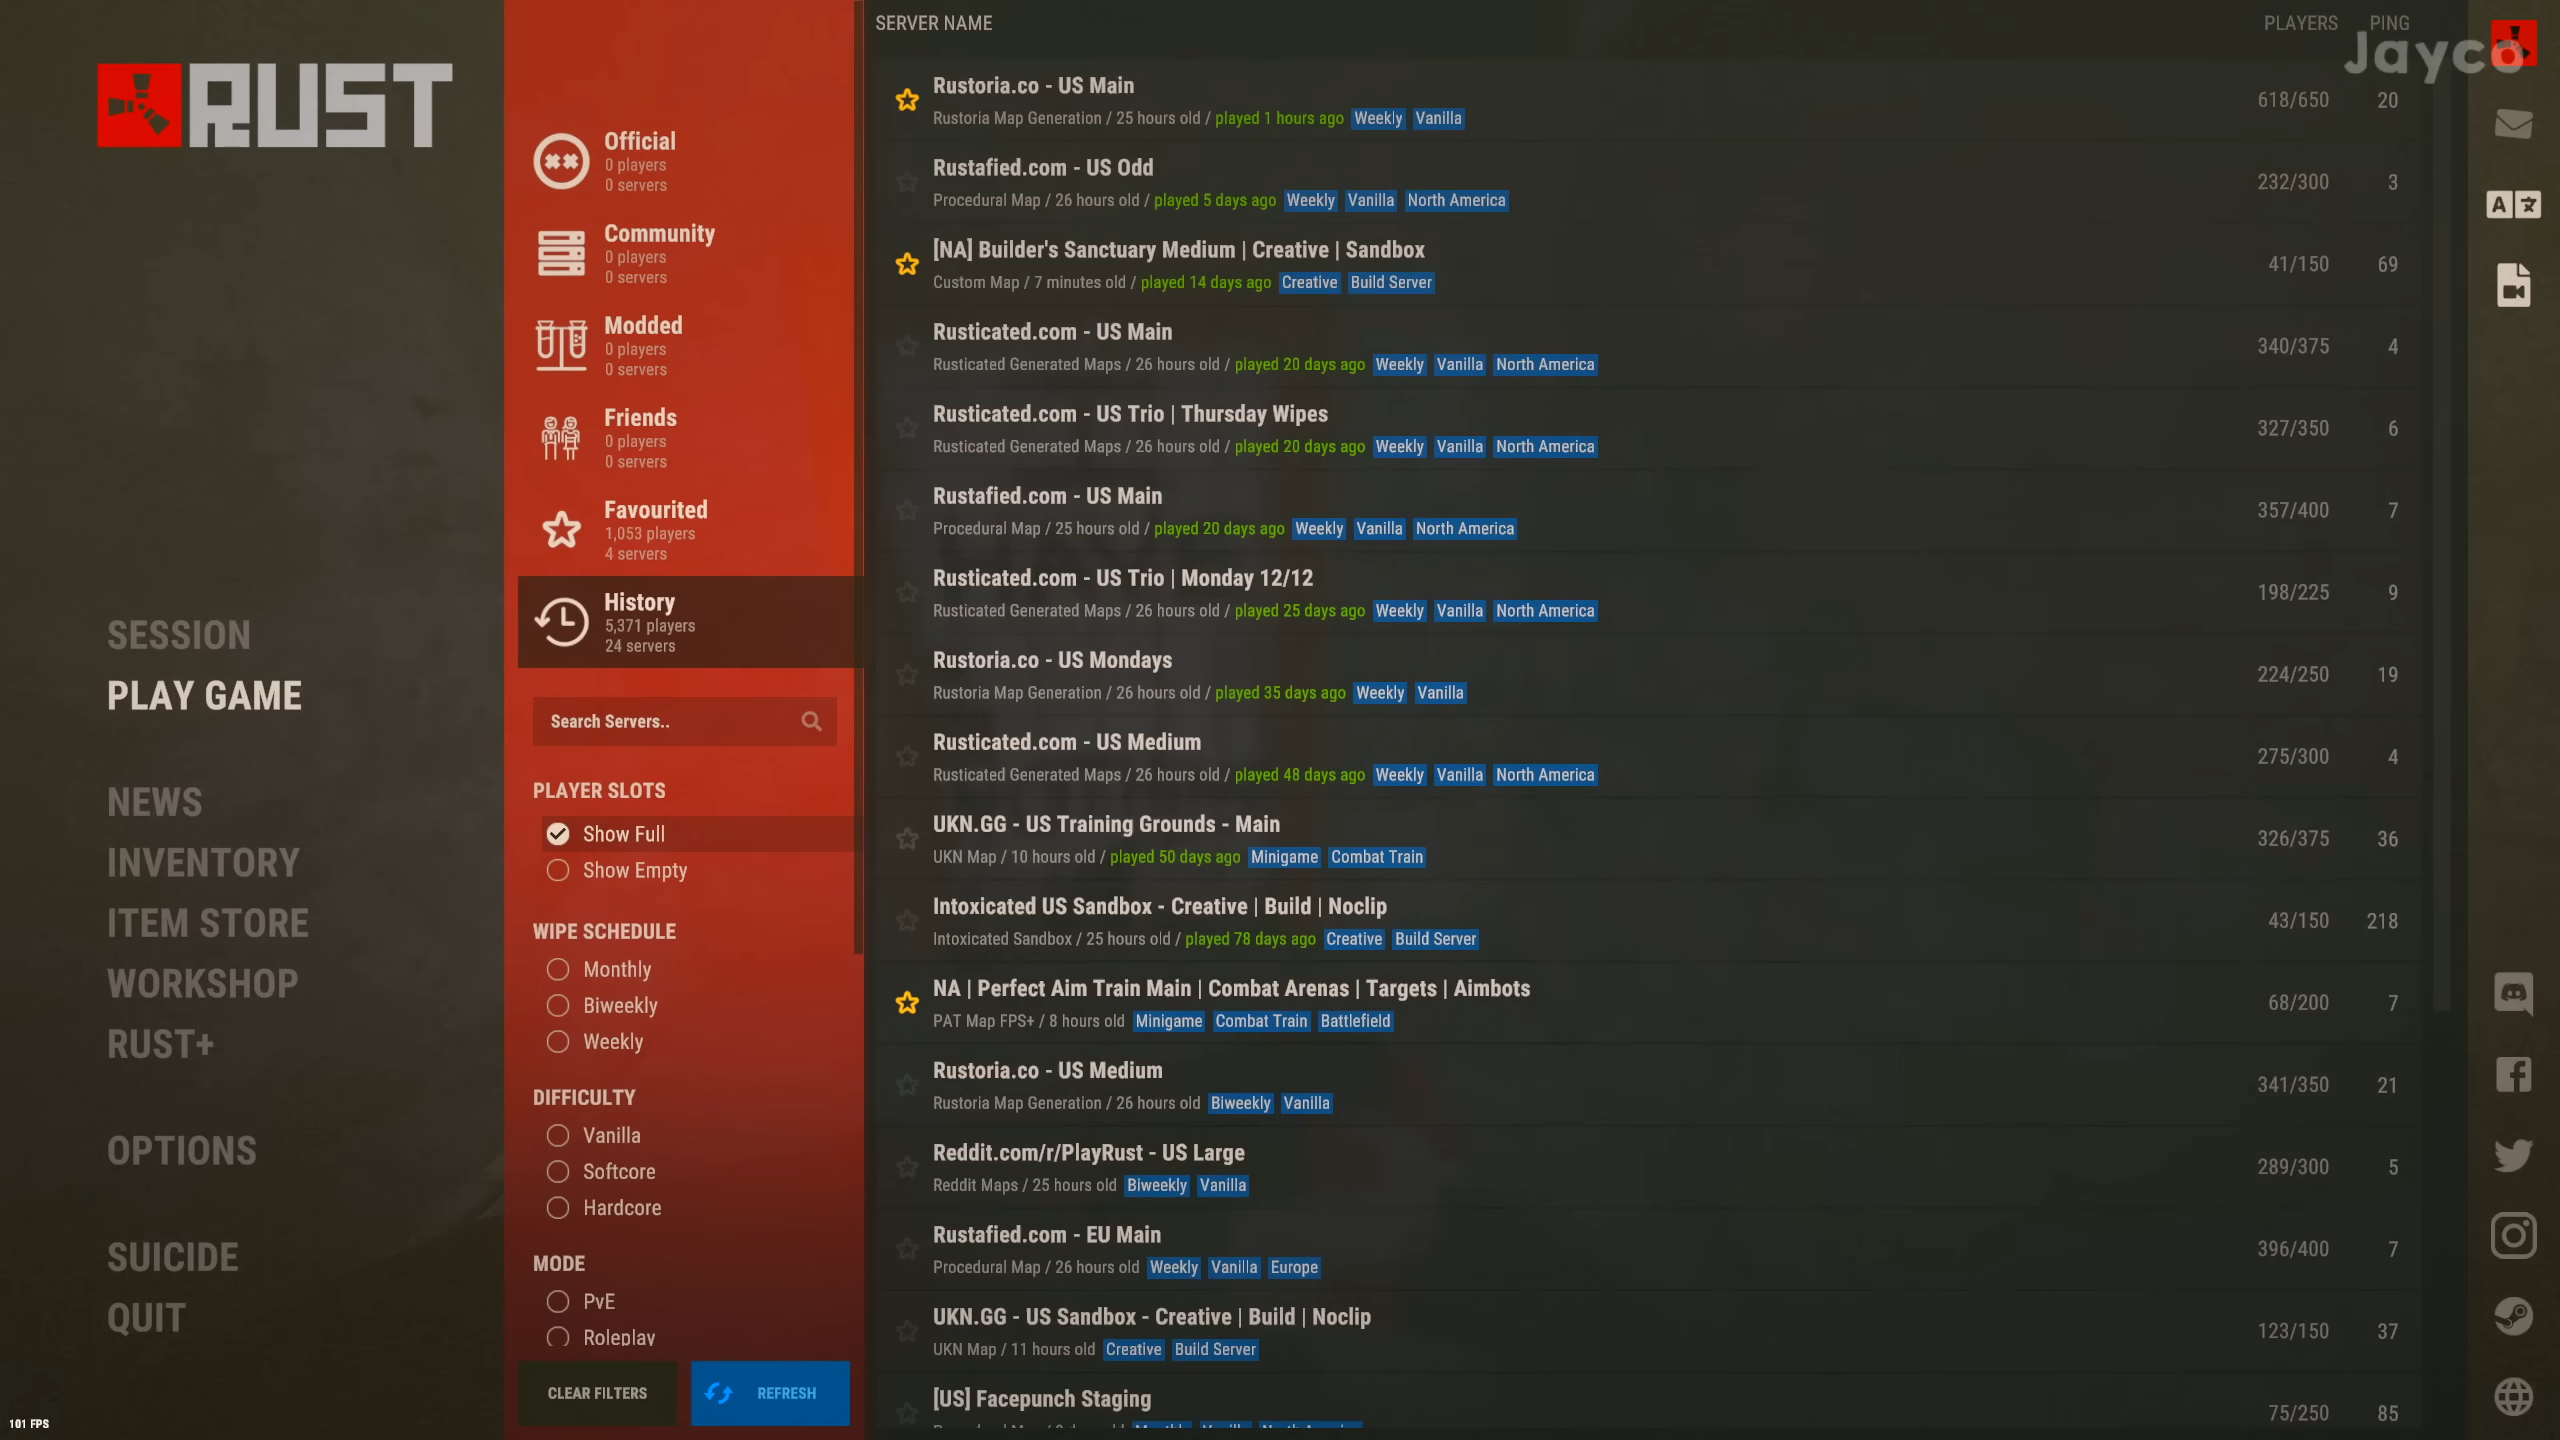 RUST
SESSION
PLAY GAME
NEWS
INVENTORY
ITEM STORE
WORKSHOP
RUST+
OPTIONS
SUICIDE
QUIT
101 FPS
Official
0 players
0 servers
Community
0 players
0 servers
Modded
0 players
0 servers
Friends
0 players
0 servers
Favourited
1,053 players
4 servers
History
5,371 players
24 servers
Search Servers..
PLAYER SLOTS
Show Full
Show Empty
WIPE SCHEDULE
Monthly
Biweekly
Weekly
DIFFICULTY
Vanilla
Softcore
Hardcore
MODE
PvE
Roleplay
CLEAR FILTERS
REFRESH
SERVER NAME PLAYERS PING
Jayco
Rustoria.co - US Main 618/650 20
Rustoria Map Generation / 25 hours old / played 1 hours ago Weekly Vanilla
Rustafied.com - US Odd 232/300 3
Procedural Map / 26 hours old / played 5 days ago Weekly Vanilla North America
[NA] Builder's Sanctuary Medium | Creative | Sandbox 41/150 69
Custom Map / 7 minutes old / played 14 days ago Creative Build Server
Rusticated.com - US Main 340/375 4
Rusticated Generated Maps / 26 hours old / played 20 days ago Weekly Vanilla North America
Rusticated.com - US Trio | Thursday Wipes 327/350 6
Rusticated Generated Maps / 26 hours old / played 20 days ago Weekly Vanilla North America
Rustafied.com - US Main 357/400 7
Procedural Map / 25 hours old / played 20 days ago Weekly Vanilla North America
Rusticated.com - US Trio | Monday 12/12 198/225 9
Rusticated Generated Maps / 26 hours old / played 25 days ago Weekly Vanilla North America
Rustoria.co - US Mondays 224/250 19
Rustoria Map Generation / 26 hours old / played 35 days ago Weekly Vanilla
Rusticated.com - US Medium 275/300 4
Rusticated Generated Maps / 26 hours old / played 48 days ago Weekly Vanilla North America
UKN.GG - US Training Grounds - Main 326/375 36
UKN Map / 10 hours old / played 50 days ago Minigame Combat Train
Intoxicated US Sandbox - Creative | Build | Noclip 43/150 218
Intoxicated Sandbox / 25 hours old / played 78 days ago Creative Build Server
NA | Perfect Aim Train Main | Combat Arenas | Targets | Aimbots 68/200 7
PAT Map FPS+ / 8 hours old Minigame Combat Train Battlefield
Rustoria.co - US Medium 341/350 21
Rustoria Map Generation / 26 hours old Biweekly Vanilla
Reddit.com/r/PlayRust - US Large 289/300 5
Reddit Maps / 25 hours old Biweekly Vanilla
Rustafied.com - EU Main 396/400 7
Procedural Map / 26 hours old Weekly Vanilla Europe
UKN.GG - US Sandbox - Creative | Build | Noclip 123/150 37
UKN Map / 11 hours old Creative Build Server
[US] Facepunch Staging 75/250 85